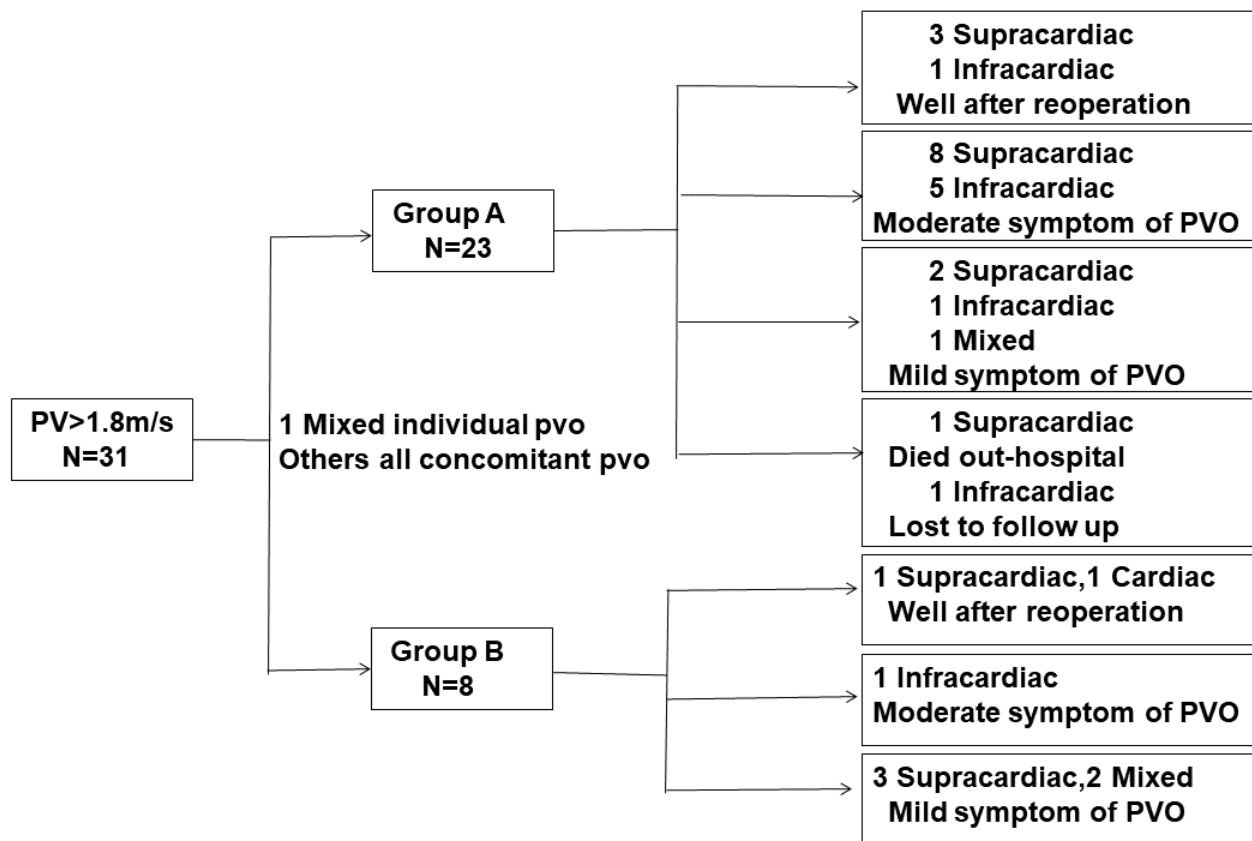 PV>1.8m/s
N=31
1 Mixed individual pvo
Others all concomitant pvo
Group A
N=23
3 Supracardiac
1 Infracardiac
Well after reoperation
8 Supracardiac
5 Infracardiac
Moderate symptom of PVO
2 Supracardiac
1 Infracardiac
1 Mixed
Mild symptom of PVO
1 Supracardiac
Died out-hospital
1 Infracardiac
Lost to follow up
Group B
N=8
1 Supracardiac,1 Cardiac
Well after reoperation
1 Infracardiac
Moderate symptom of PVO
3 Supracardiac,2 Mixed
Mild symptom of PVO